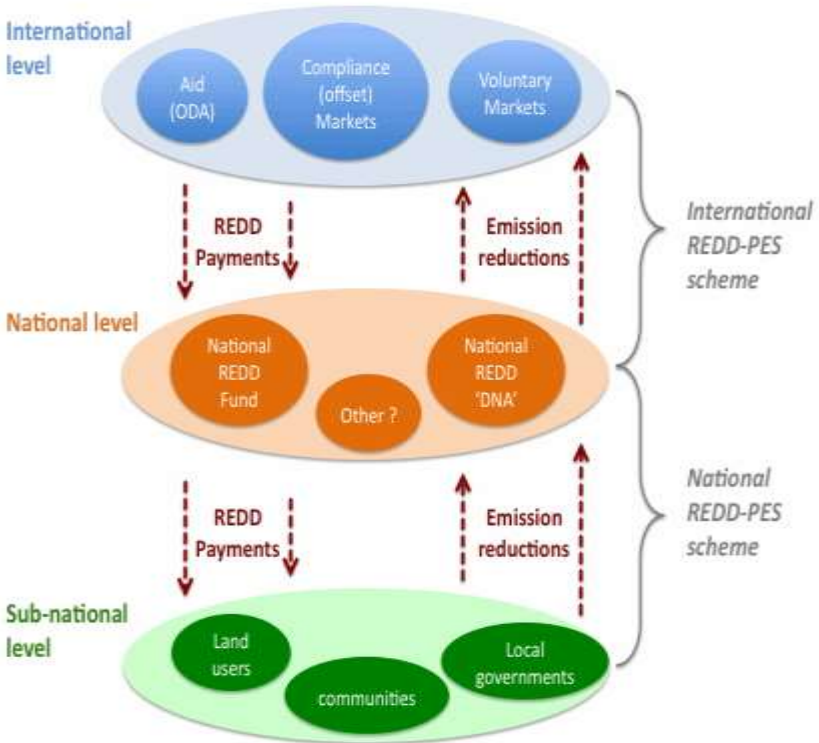 International
level
Aid
(ODA)
Compliance
(offset)
Markets
Voluntary
Markets
REDD
Payments
Emission
reductions
International
REDD-PES
scheme
National level
National
REDD
Fund
Other ?
National
REDD
‘DNA’
REDD
Payments
Emission
reductions
National
REDD-PES
scheme
Sub-national
level
Land
users
communities
Local
governments